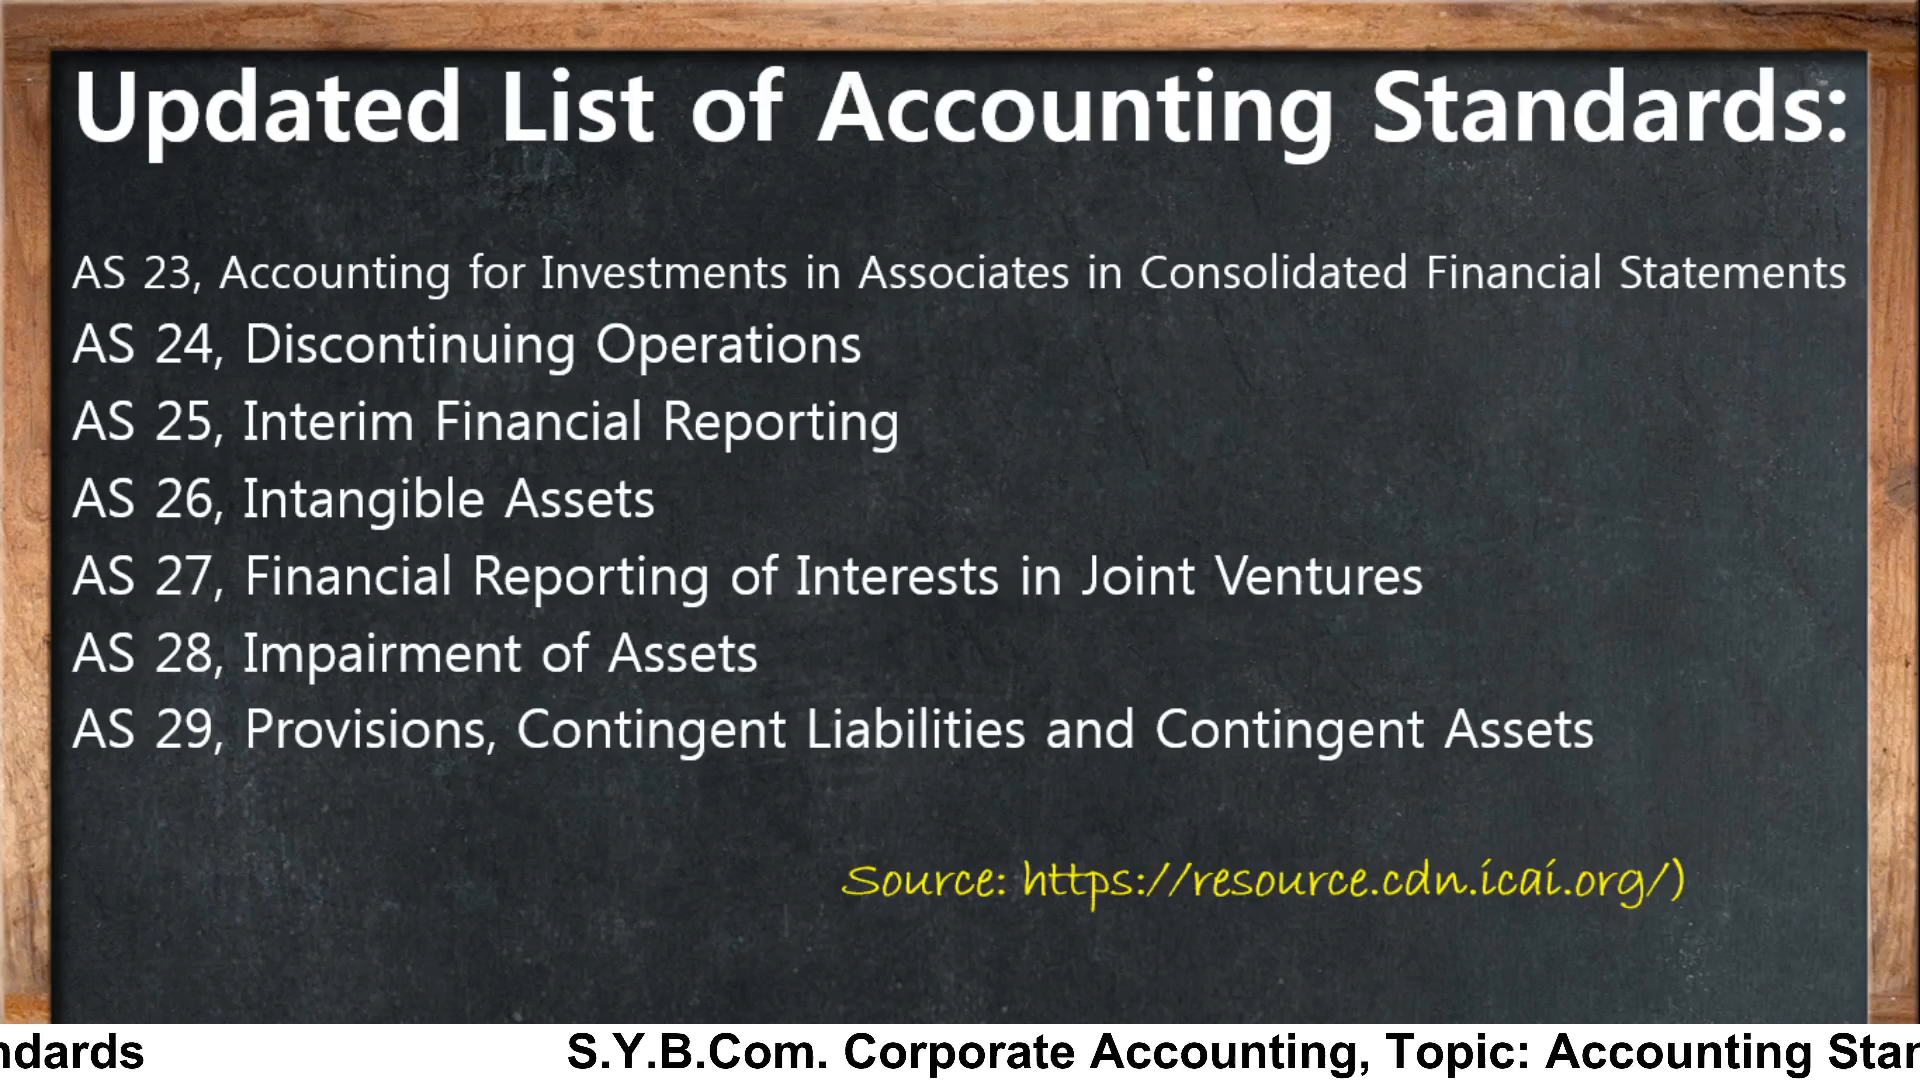 Updated List of Accounting Standards:
AS 23, Accounting for Investments in Associates in Consolidated Financial Statements
AS 24, Discontinuing Operations
AS 25, Interim Financial Reporting
AS 26, Intangible Assets
AS 27, Financial Reporting of Interests in Joint Ventures
AS 28, Impairment of Assets
AS 29, Provisions, Contingent Liabilities and Contingent Assets
Source: https://resource.cdn.icai.org/)
ndards S.Y.B.Com. Corporate Accounting, Topic: Accounting Star